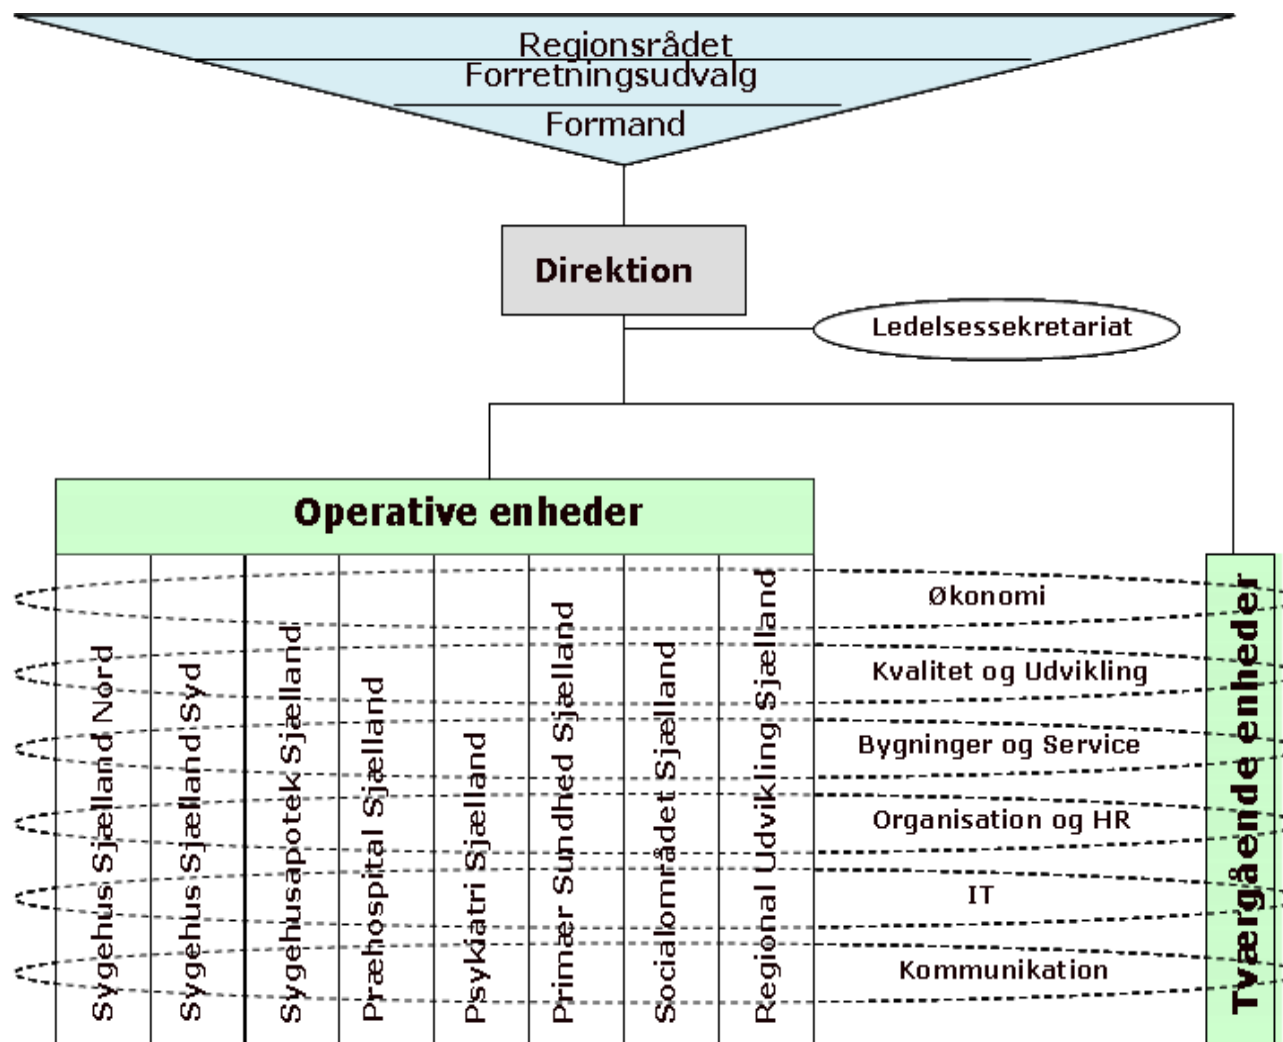 Regionsrådet
Forretningsudvalg
Formand
Direktion
Ledelsessekretariat
Operative enheder
Sygehus Sjælland Nord
Sygehus Sjælland Syd
Sygehusapotek Sjælland
Præhospital Sjælland
Psykiatri Sjælland
Primær Sundhed Sjælland
Socialområdet Sjælland
Regional Udvikling Sjælland
Økonomi
Kvalitet og Udvikling
Bygninger og Service
Organisation og HR
IT
Kommunikation
Tværgående enheder